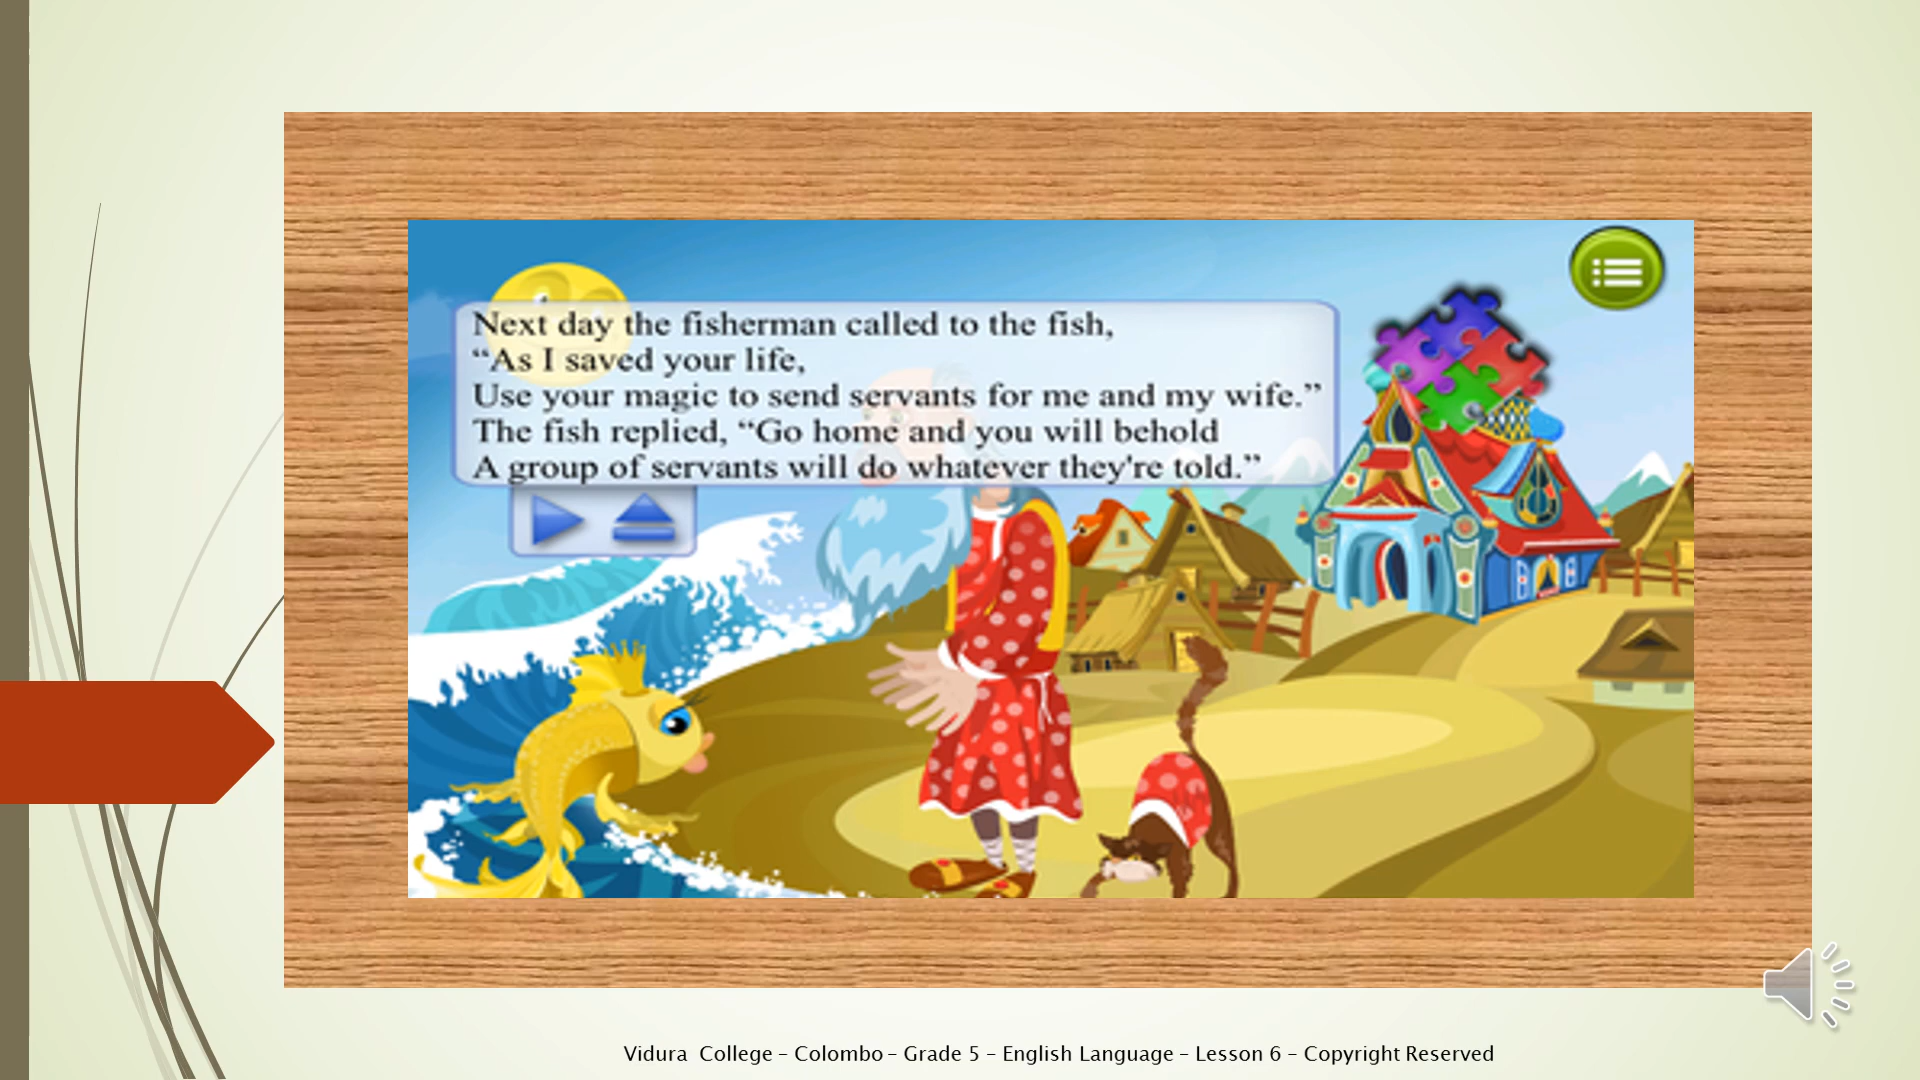 Next day the fisherman called to the fish,
“As I saved your life,
Use your magic to send servants for me and my wife.”
The fish replied, “Go home and you will behold
A group of servants will do whatever they're told.”
Vidura College – Colombo – Grade 5 – English Language – Lesson 6 – Copyright Reserved